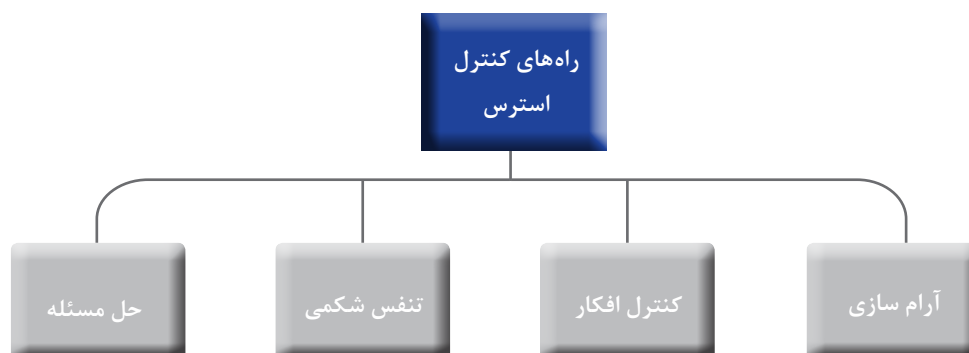 راه‌های کنترل
استرس
آرام سازی
کنترل افکار
تنفس شکمی
حل مسئله